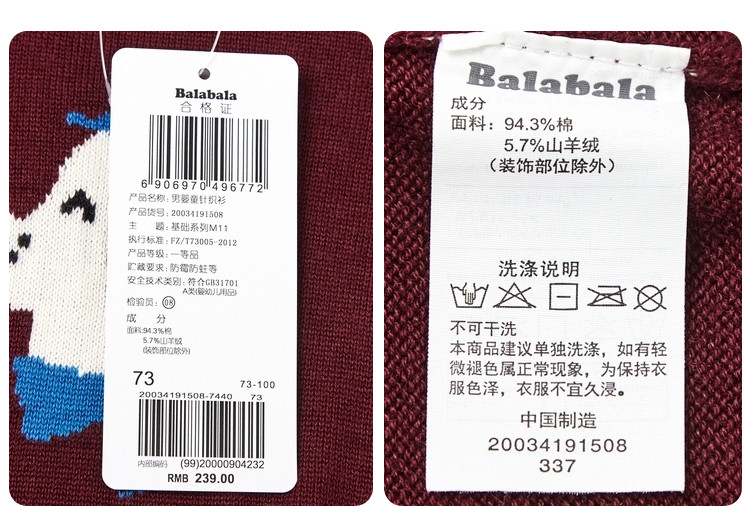 Balabala
合格证
6 906970 496772
产品名称: 男婴童针织衫
产品货号: 20034191508
主 题: 基础系列M11
执行标准: FZ/T73005-2012
产品等级: 一等品
贮藏要求: 防霉防蛀等
安全技术类别: 符合GB31701
A类(婴幼儿用品)
检验员: 08
成 分
面料:94.3%棉
5.7%山羊绒
(装饰部位除外)
73 73-100
20034191508-7440 73
内部编码 (99)20000904232
RMB 239.00
Balabala
成分
面料: 94.3%棉
5.7%山羊绒
(装饰部位除外)
洗涤说明
不可干洗
本商品建议单独洗涤，如有轻
微褪色属正常现象，为保持衣
服色泽，衣服不宜久浸。
中国制造
20034191508
337